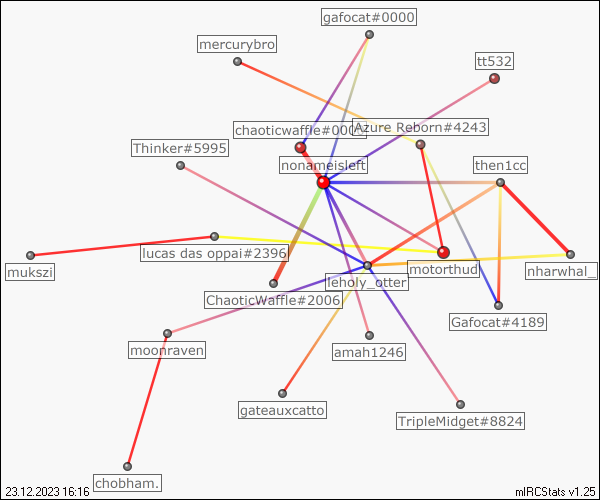 gafocat#0000
mercurybro
tt532
chaoticwaffle#000
Azure Reborn#4243
Thinker#5995
nonameisleft
then1cc
lucas das oppai#2396
mukszi
leholy_otter
motorthud
nharwhal_
ChaoticWaffle#2006
Gafocat#4189
moonraven
amah1246
gateauxcatto
TripleMidget#8824
chobham.
23.12.2023 16:16
mIRCStats v1.25